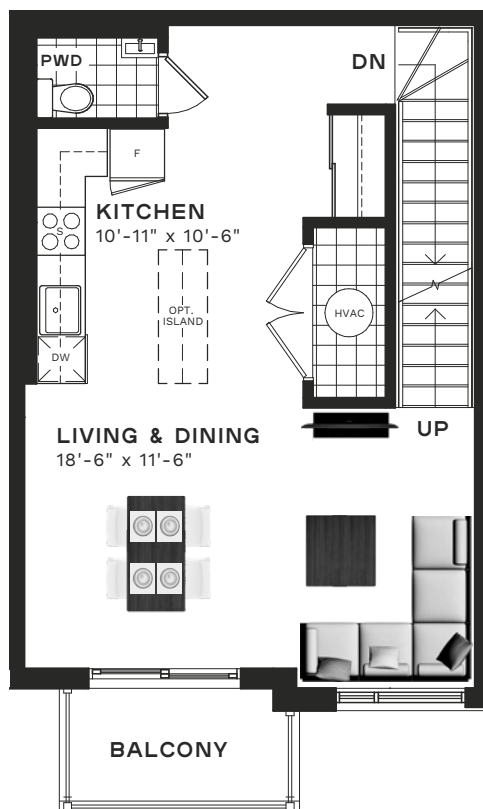 PWD
DN
F
KITCHEN
10'-11" x 10'-6"
S
OPT.
ISLAND
HVAC
DW
LIVING & DINING
18'-6" x 11'-6"
UP
BALCONY